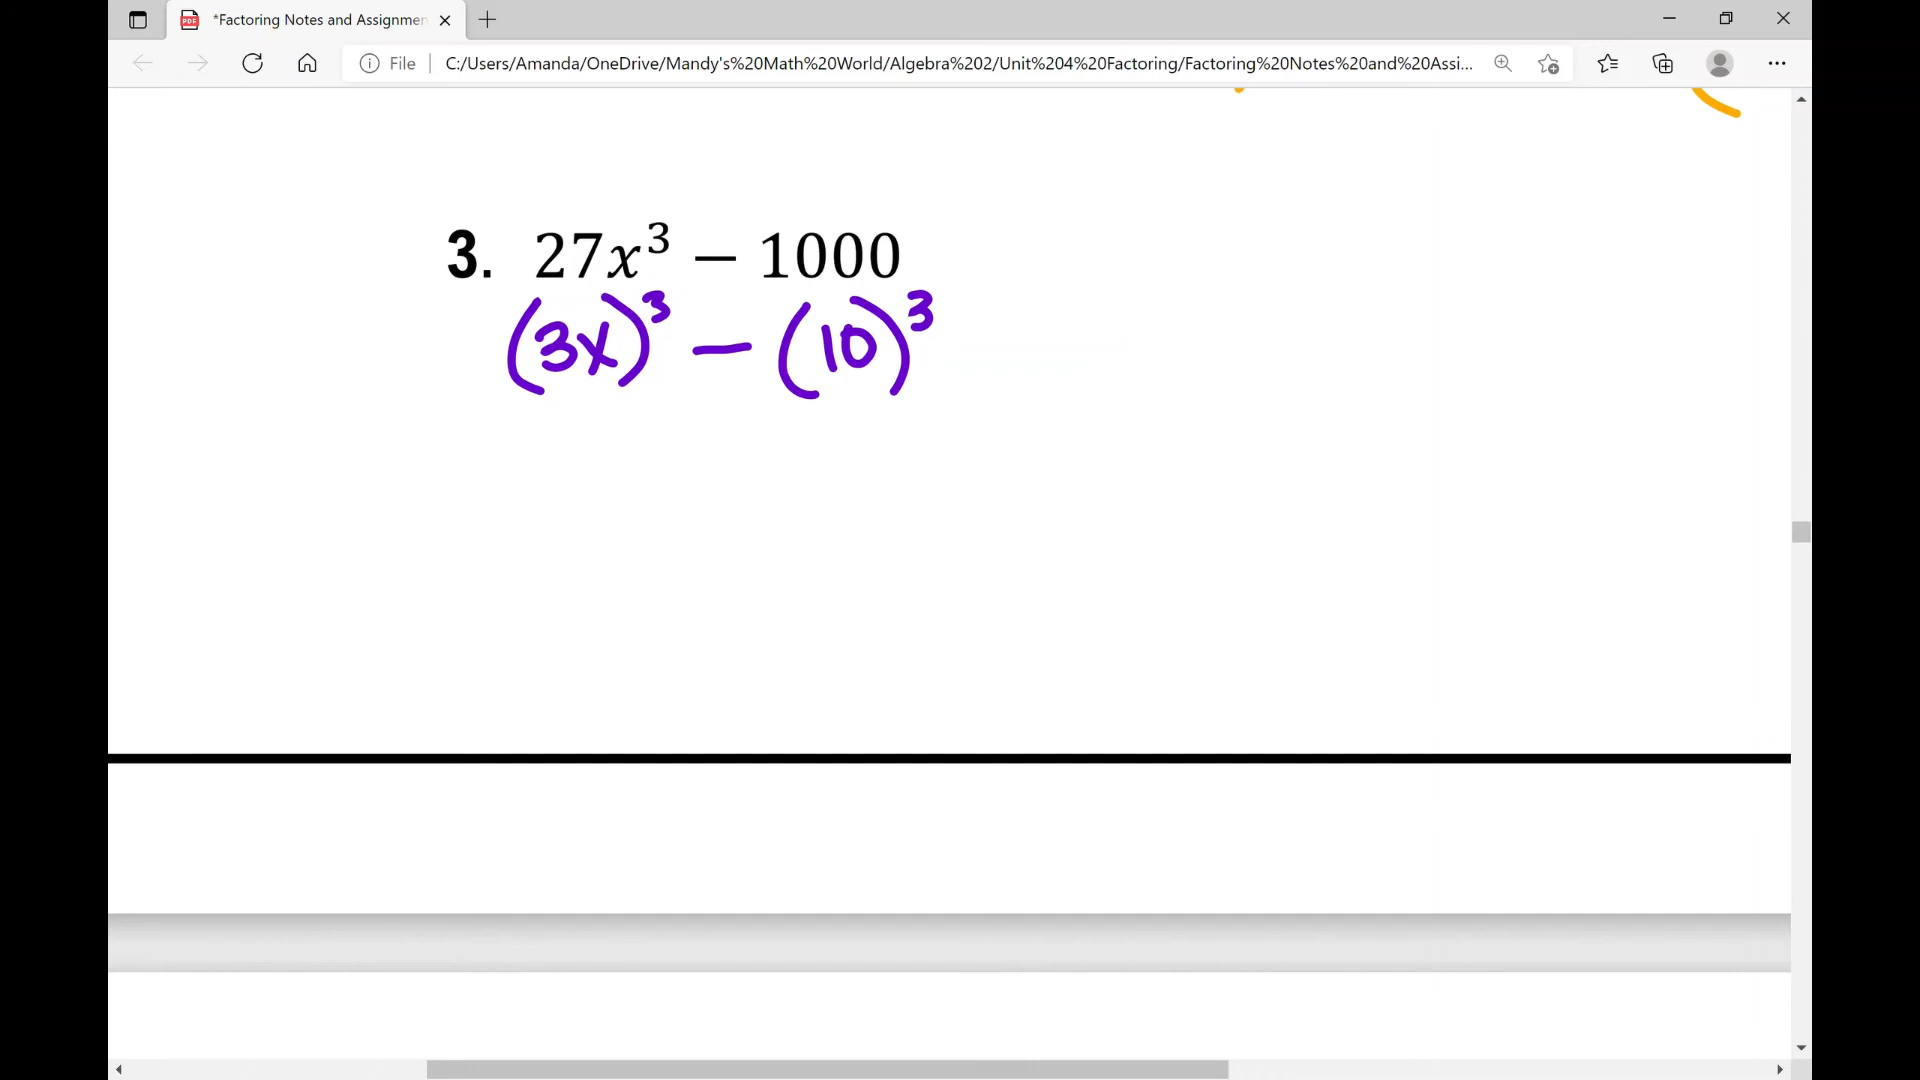 *Factoring Notes and Assignmen
File C:/Users/Amanda/OneDrive/Mandy's%20Math%20World/Algebra%202/Unit%204%20Factoring/Factoring%20Notes%20and%20Assi...
3. 27x³ – 1000
(3x)³ – (10)³